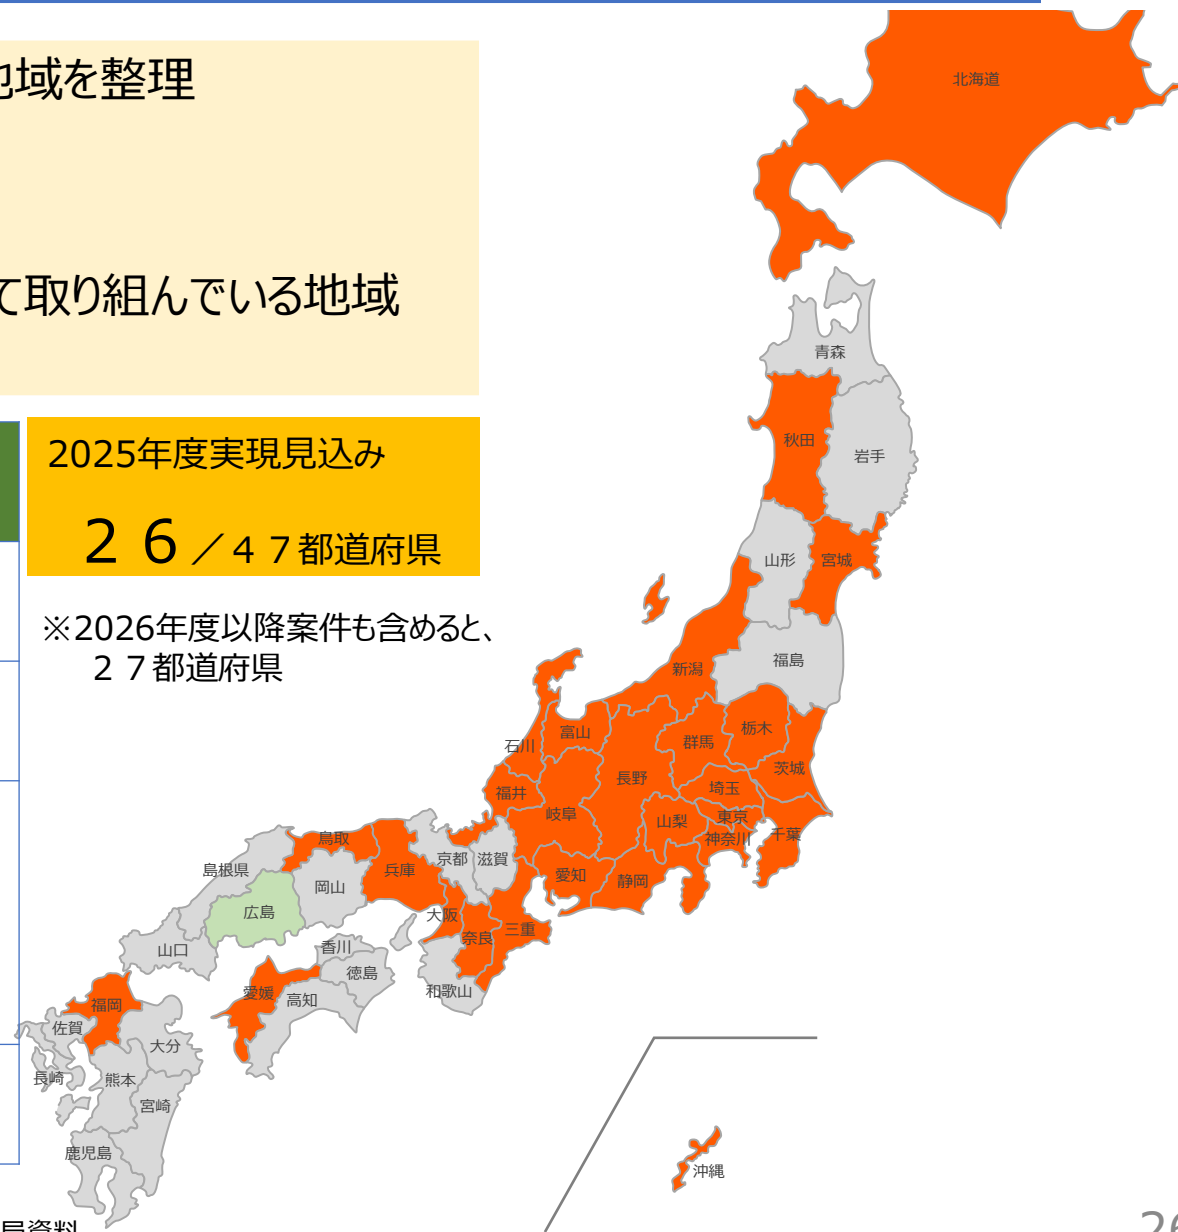 地域を整理
て取り組んでいる地域
2025年度実現見込み
２６／４７都道府県
※2026年度以降案件も含めると、
２７都道府県
北海道
青森
秋田
岩手
山形
宮城
福島
新潟
石川
富山
群馬
栃木
茨城
長野
埼玉
福井
岐阜
山梨
東京
神奈川
千葉
愛知
静岡
鳥取
兵庫
京都
滋賀
島根県
岡山
広島
大阪
奈良
三重
山口
香川
徳島
和歌山
愛媛
高知
福岡
佐賀
大分
長崎
熊本
宮崎
鹿児島
沖縄
局資料
26